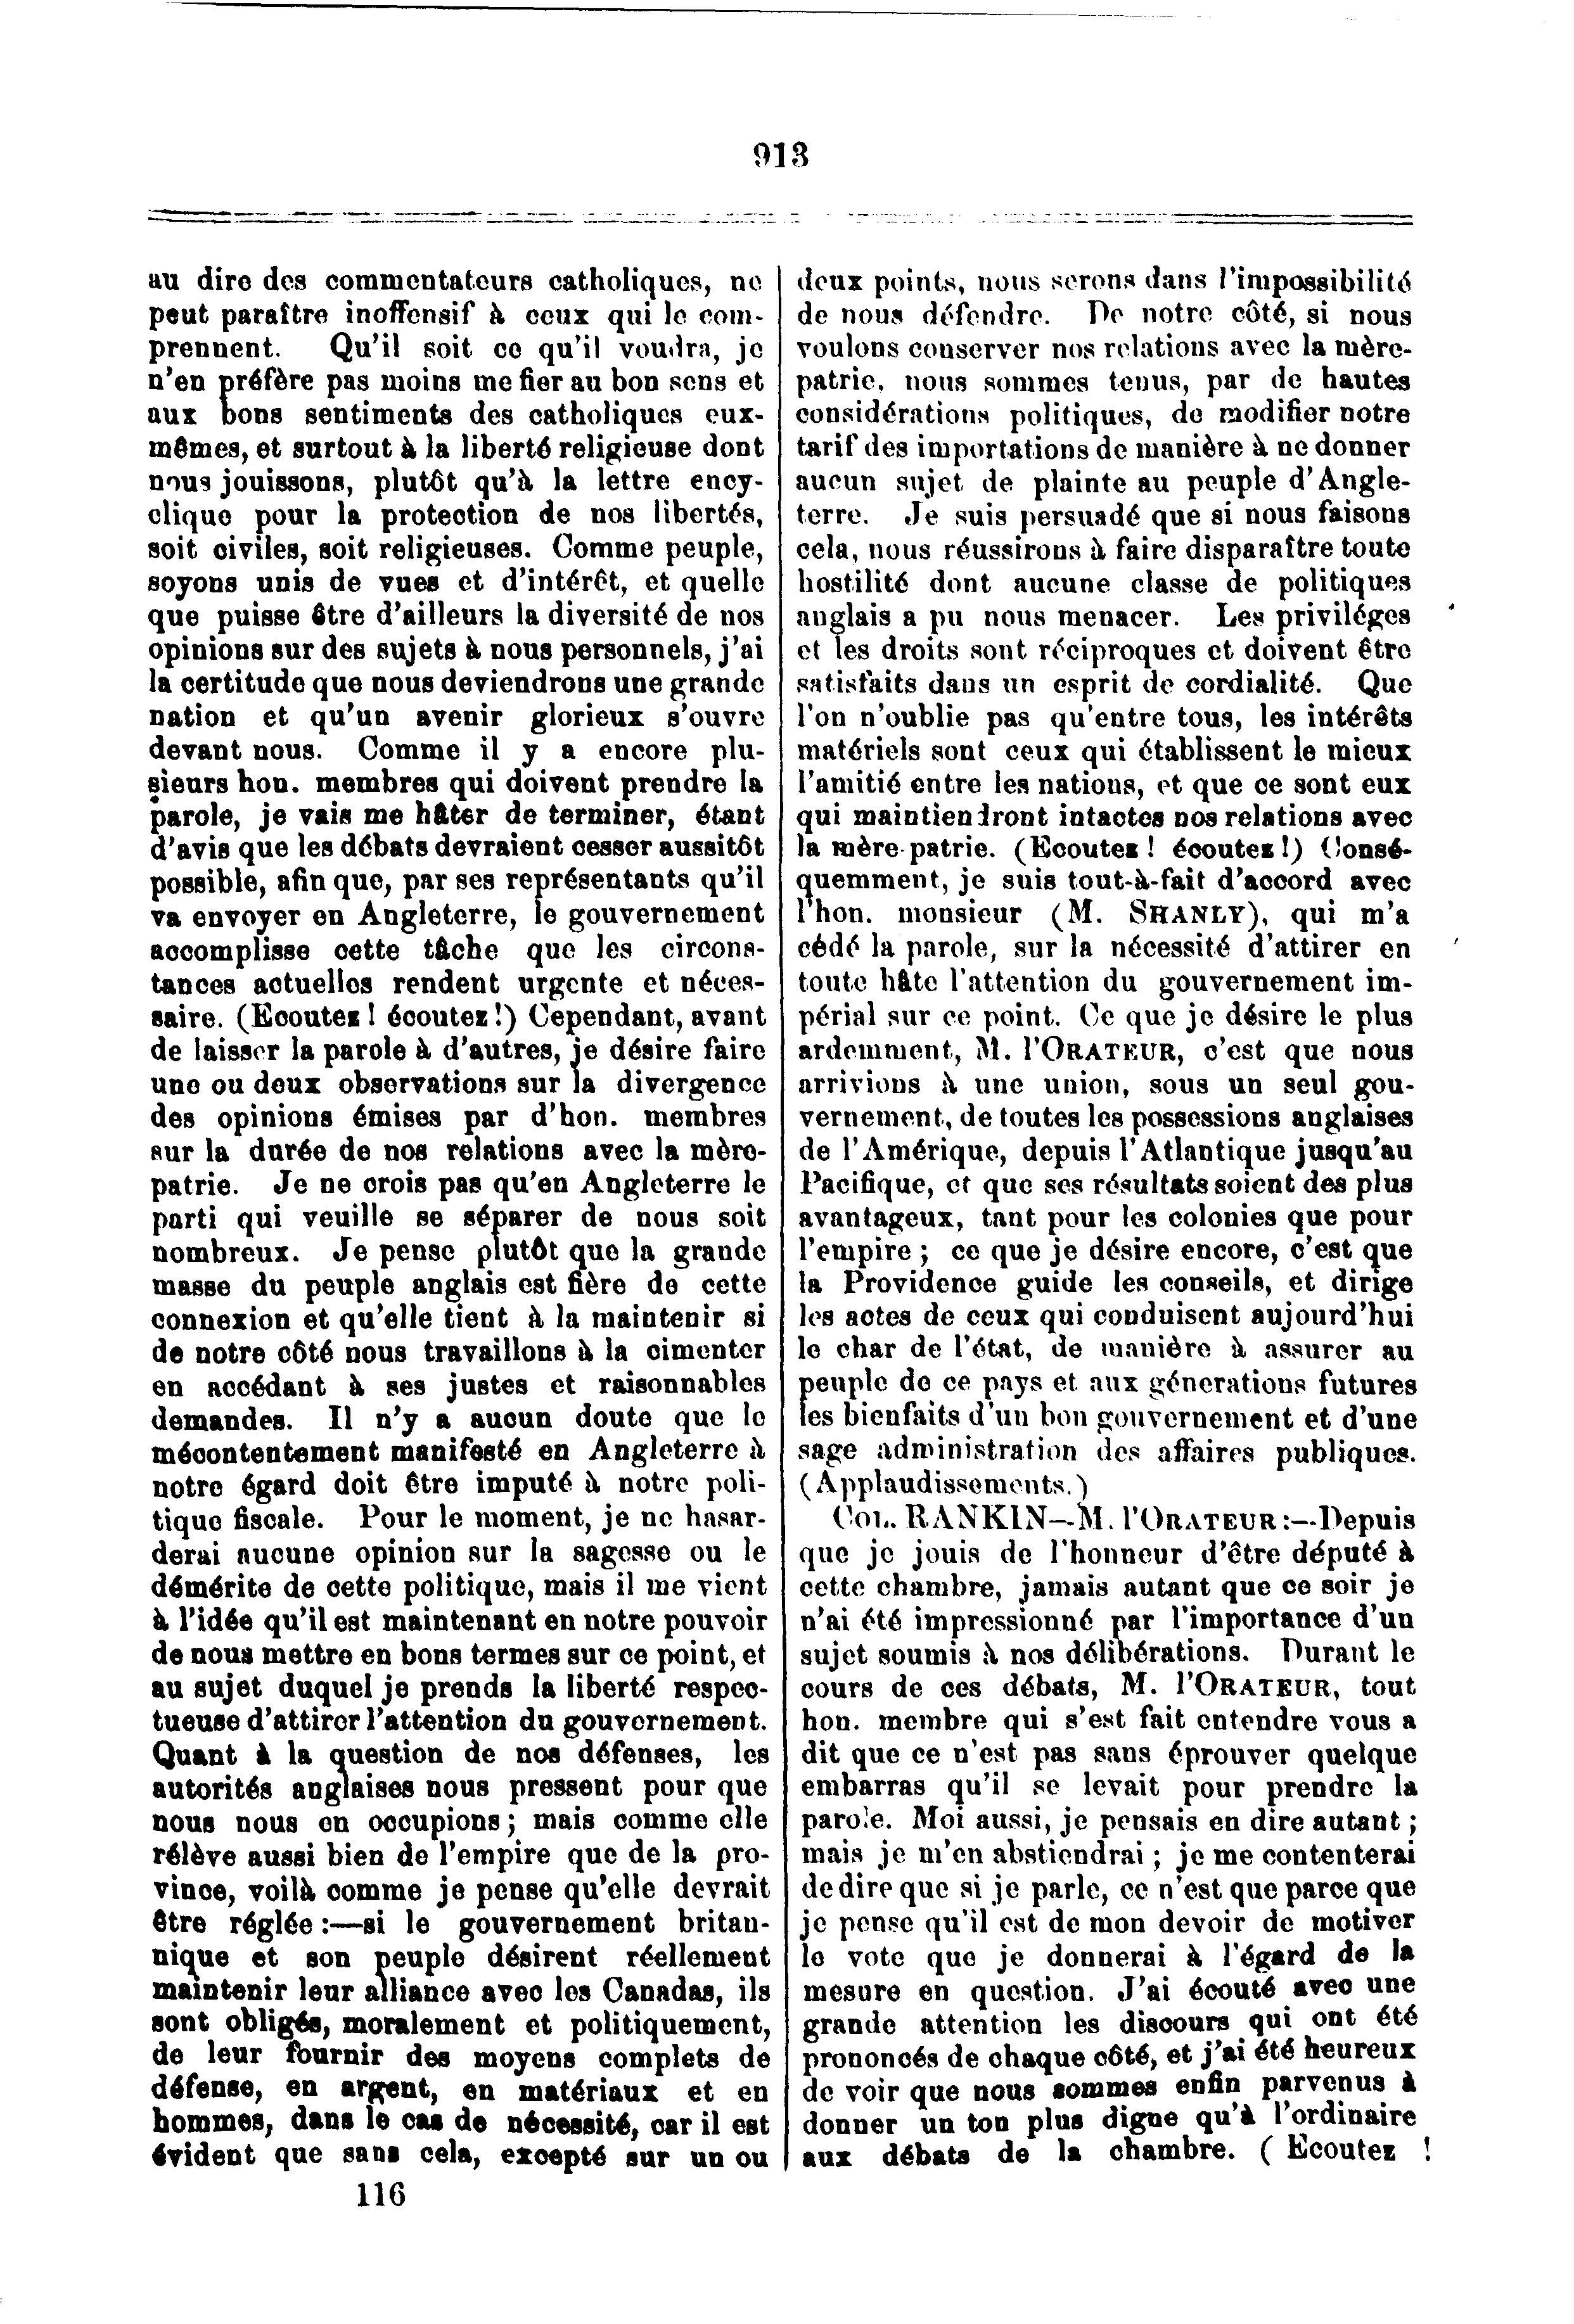 913
au dire des commentateurs catholiques, ne
peut paraître inoffensif à ceux qui le com-
prennent. Qu'il soit ce qu'il voudra, je
n'en préfère pas moins me fier au bon sens et
aux bons sentiments des catholiques eux-
mêmes, et surtout à la liberté religieuse dont
nous jouissons, plutôt qu'à la lettre ency-
clique pour la protection de nos libertés,
soit civiles, soit religieuses. Comme peuple,
soyons unis de vues et d'intérêt, et quelle
que puisse être d'ailleurs la diversité de nos
opinions sur des sujets à nous personnels, j'ai
la certitude que nous deviendrons une grande
nation et qu'un avenir glorieux s'ouvre
devant nous. Comme il y a encore plu-
sieurs hon. membres qui doivent prendre la
parole, je vais me hâter de terminer, étant
d'avis que les débats devraient cesser aussitôt
possible, afin que, par ses représentants qu'il
va envoyer en Angleterre, le gouvernement
accomplisse cette tâche que les circons-
tances actuelles rendent urgente et néces-
saire. (Ecoutez ! écoutez !) Cependant, avant
de laisser la parole à d'autres, je désire faire
une ou deux observations sur la divergence
des opinions émises par d'hon. membres
sur la durée de nos relations avec la mère-
patrie. Je ne crois pas qu'en Angleterre le
parti qui veuille se séparer de nous soit
nombreux. Je pense plutôt que la grande
masse du peuple anglais est fière de cette
connexion et qu'elle tient à la maintenir si
de notre côté nous travaillons à la cimenter
en accédant à ses justes et raisonnables
demandes. Il n'y a aucun doute que le
mécontentement manifesté en Angleterre à
notre égard doit être imputé à notre poli-
tique fiscale. Pour le moment, je ne hasar-
derai aucune opinion sur la sagesse ou le
démérite de cette politique, mais il me vient
à l'idée qu'il est maintenant en notre pouvoir
de nous mettre en bons termes sur ce point, et
au sujet duquel je prends la liberté respec-
tueuse d'attirer l'attention du gouvernement.
Quant à la question de nos défenses, les
autorités anglaises nous pressent pour que
nous nous en occupions ; mais comme elle
rélève aussi bien de l'empire que de la pro-
vince, voilà comme je pense qu'elle devrait
être réglée :—si le gouvernement britan-
nique et son peuple désirent réellement
maintenir leur alliance avec les Canadas, ils
sont obligés, moralement et politiquement,
de leur fournir des moyens complets de
défense, en argent, en matériaux et en
hommes, dans le cas de nécessité, car il est
évident que sans cela, excepté sur un ou
116
deux points, nous serons dans l'impossibilité
de nous défendre. De notre côté, si nous
voulons conserver nos relations avec la mère-
patrie, nous sommes tenus, par de hautes
considérations politiques, de modifier notre
tarif des importations de manière à ne donner
aucun sujet de plainte au peuple d'Angle-
terre. Je suis persuadé que si nous faisons
cela, nous réussirons à faire disparaître toute
hostilité dont aucune classe de politiques
anglais a pu nous menacer. Les priviléges
et les droits sont réciproques et doivent être
satisfaits dans un esprit de cordialité. Que
l'on n'oublie pas qu'entre tous, les intérêts
matériels sont ceux qui établissent le mieux
l'amitié entre les nations, et que ce sont eux
qui maintiendront intactes nos relations avec
la mère-patrie. (Ecoutez ! écoutez !) Consé-
quemment, je suis tout-à-fait d'accord avec
l'hon. monsieur (M. SHANLY), qui m'a
cédé la parole, sur la nécessité d'attirer en
toute hâte l'attention du gouvernement im-
périal sur ce point. Ce que je désire le plus
ardemment, M. l'ORATEUR, c'est que nous
arrivions à une union, sous un seul gou-
vernement, de toutes les possessions anglaises
de l'Amérique, depuis l'Atlantique jusqu'au
Pacifique, et que ses résultats soient des plus
avantageux, tant pour les colonies que pour
l'empire ; ce que je désire encore, c'est que
la Providence guide les conseils, et dirige
les actes de ceux qui conduisent aujourd'hui
le char de l'état, de manière à assurer au
peuple de ce pays et aux générations futures
les bienfaits d'un bon gouvernement et d'une
sage administration des affaires publiques.
(Applaudissements.)
COL. RANKIN—M. l'ORATEUR :—Depuis
que je jouis de l'honneur d'être député à
cette chambre, jamais autant que ce soir je
n'ai été impressionné par l'importance d'un
sujet soumis à nos délibérations. Durant le
cours de ces débats, M. l'ORATEUR, tout
hon. membre qui s'est fait entendre vous a
dit que ce n'est pas sans éprouver quelque
embarras qu'il se levait pour prendre la
parole. Moi aussi, je pensais en dire autant ;
mais je m'en abstiendrai ; je me contenterai
de dire que si je parle, ce n'est que parce que
je pense qu'il est de mon devoir de motiver
le vote que je donnerai à l'égard de la
mesure en question. J'ai écouté avec une
grande attention les discours qui ont été
prononcés de chaque côté, et j'ai été heureux
de voir que nous sommes enfin parvenus à
donner un ton plus digne qu'à l'ordinaire
aux débats de la chambre. ( Ecoutez !